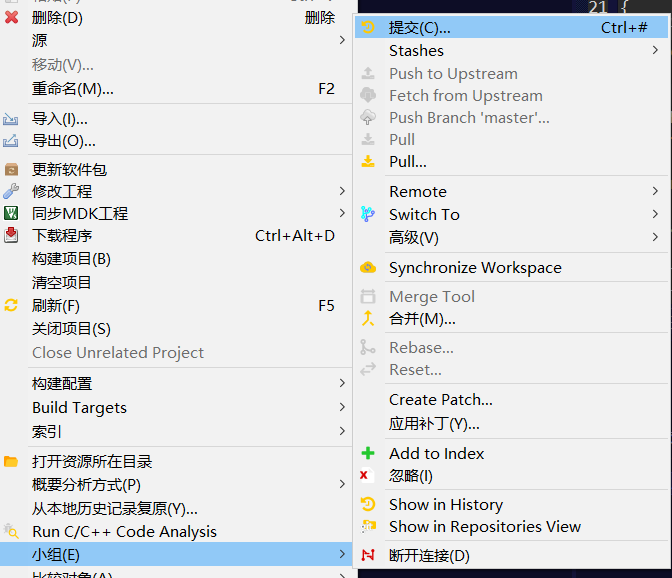 删除(D) 删除
源
移动(V)...
重命名(M)... F2
导入(I)...
导出(O)...
更新软件包
修改工程
同步MDK工程
下载程序 Ctrl+Alt+D
构建项目(B)
清空项目
刷新(F) F5
关闭项目(S)
Close Unrelated Project
构建配置
Build Targets
索引
打开资源所在目录
概要分析方式(P)
从本地历史记录复原(Y)...
Run C/C++ Code Analysis
小组(E)
比较对象(A)
21 {
提交(C)... Ctrl+#
Stashes
Push to Upstream
Fetch from Upstream
Push Branch 'master'...
Pull
Pull...
Remote
Switch To
高级(V)
Synchronize Workspace
Merge Tool
合并(M)...
Rebase...
Reset...
Create Patch...
应用补丁(Y)...
Add to Index
忽略(I)
Show in History
Show in Repositories View
断开连接(D)